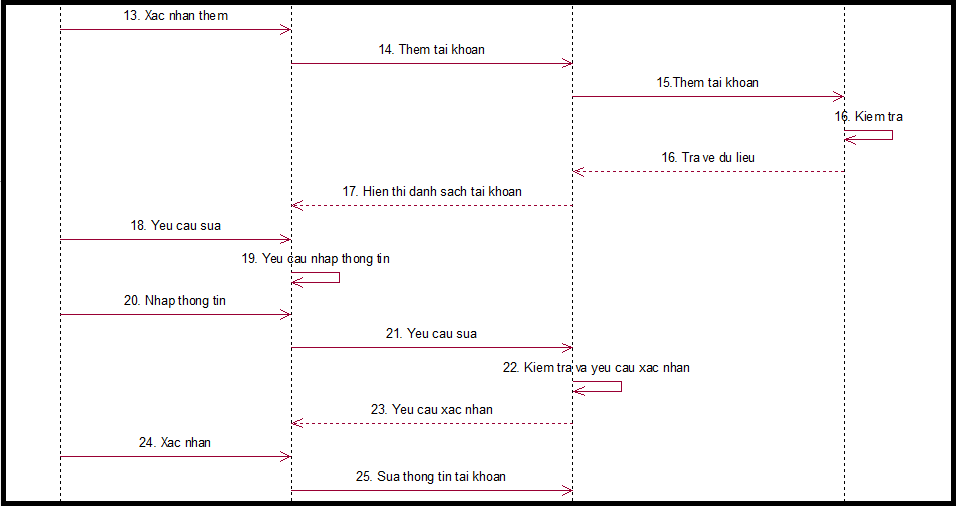 13. Xac nhan them
14. Them tai khoan
15.Them tai khoan
16. Kiem tra
16. Tra ve du lieu
17. Hien thi danh sach tai khoan
18. Yeu cau sua
19. Yeu cau nhap thong tin
20. Nhap thong tin
21. Yeu cau sua
22. Kiem tra va yeu cau xac nhan
23. Yeu cau xac nhan
24. Xac nhan
25. Sua thong tin tai khoan